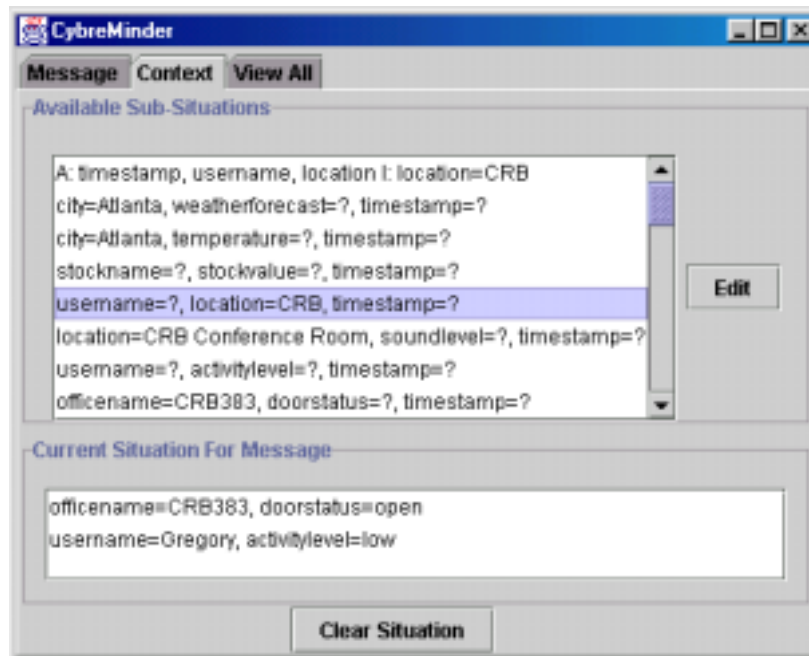 CybreMinder
Message Context View All
Available Sub-Situations
A: timestamp, username, location I: location=CRB
city=Atlanta, weatherforecast=?, timestamp=?
city=Atlanta, temperature=?, timestamp=?
stockname=?, stockvalue=?, timestamp=?
username=?, location=CRB, timestamp=?
Edit
location=CRB Conference Room, soundlevel=?, timestamp=?
username=?, activitylevel=?, timestamp=?
officename=CRB383, doorstatus=?, timestamp=?
Current Situation For Message
officename=CRB383, doorstatus=open
username=Gregory, activitylevel=low
Clear Situation